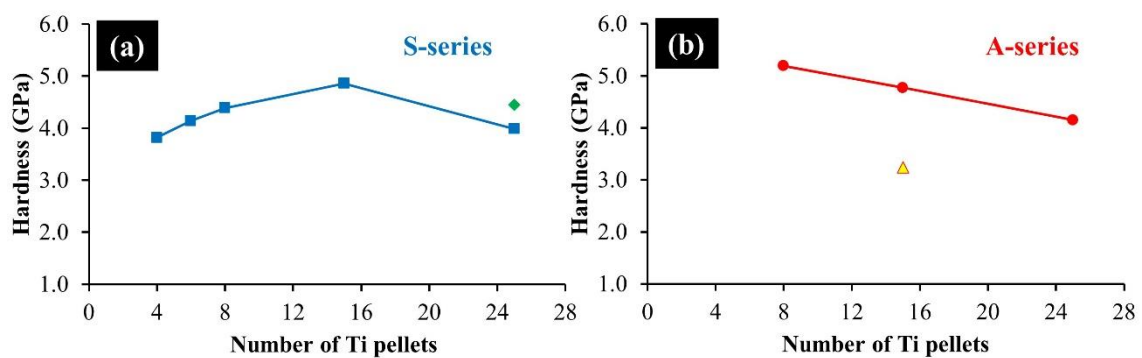 (a)
S-series
Hardness (GPa)
6.0
5.0
4.0
3.0
2.0
1.0
0 4 8 12 16 20 24 28
Number of Ti pellets
(b)
A-series
Hardness (GPa)
6.0
5.0
4.0
3.0
2.0
1.0
0 4 8 12 16 20 24 28
Number of Ti pellets